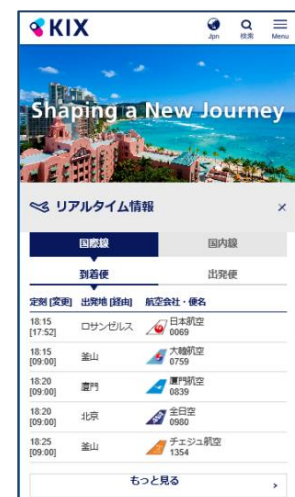 KIX
Jpn 検索 Menu
Shaping a New Journey
リアルタイム情報
国際線 国内線
到着便 出発便
定刻 [変更] 出発地 [経由] 航空会社・便名
18:15 ロサンゼルス 日本航空
[17:52] 0069
18:15 釜山 大韓航空
[09:00] 0759
18:20 廈門 廈門航空
[09:00] 0839
18:20 北京 全日空
[09:00] 0980
18:25 釜山 チェジュ航空
[09:00] 1354
もっと見る